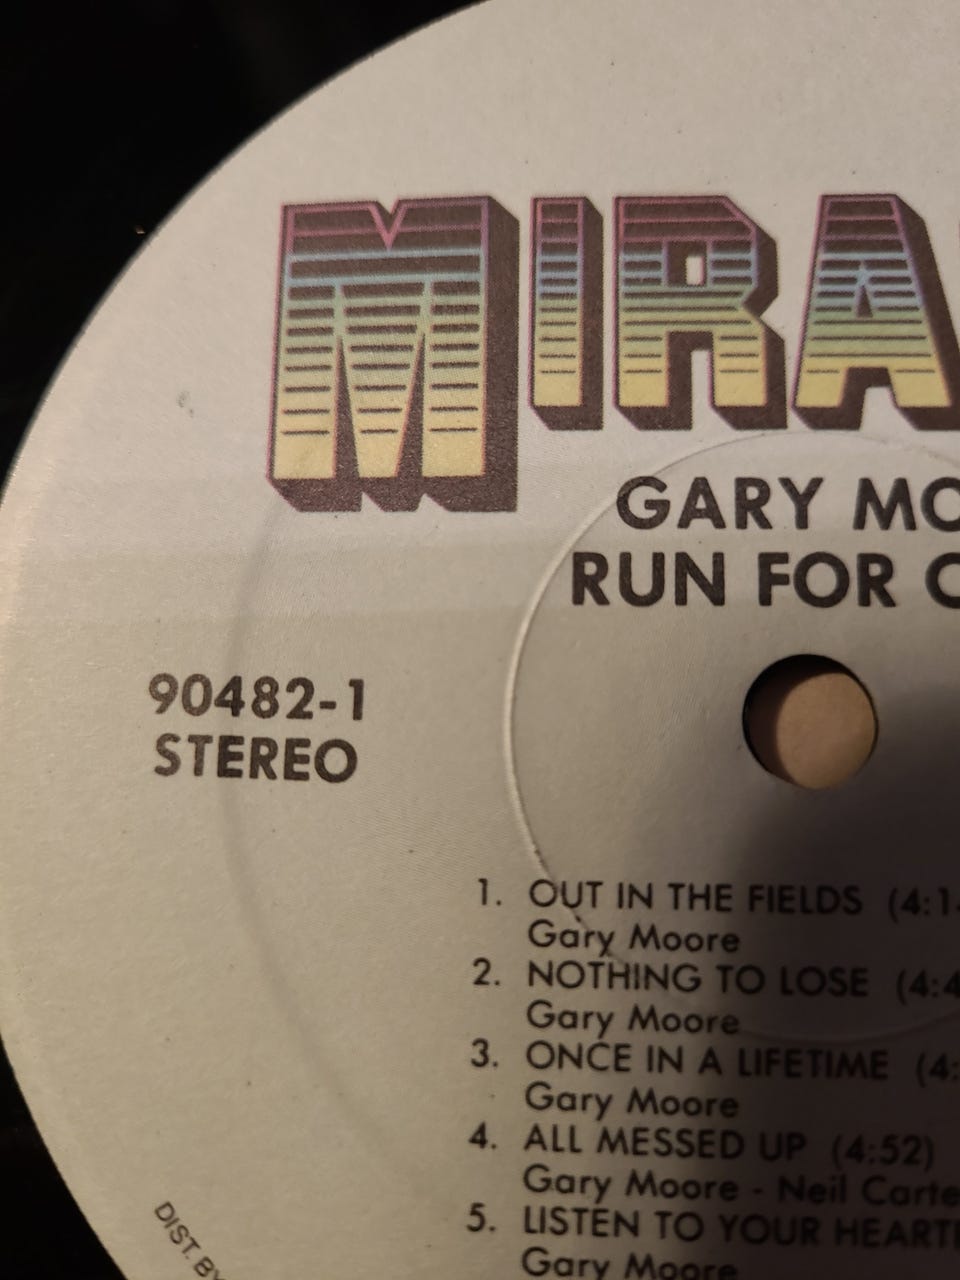 MIRA
GARY MO
RUN FOR C
90482-1
STEREO
1. OUT IN THE FIELDS (4:14
Gary Moore
2. NOTHING TO LOSE (4:4
Gary Moore
3. ONCE IN A LIFETIME (4:
Gary Moore
4. ALL MESSED UP (4:52)
Gary Moore - Neil Carte
5. LISTEN TO YOUR HEART
Gary Moore
DIST. BY